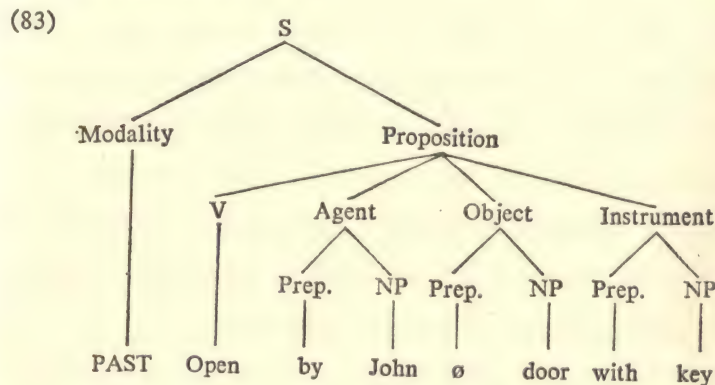 (83)
S
Modality Proposition
V Agent Object Instrument
Prep. NP Prep. NP Prep. NP
PAST Open by John ø door with key